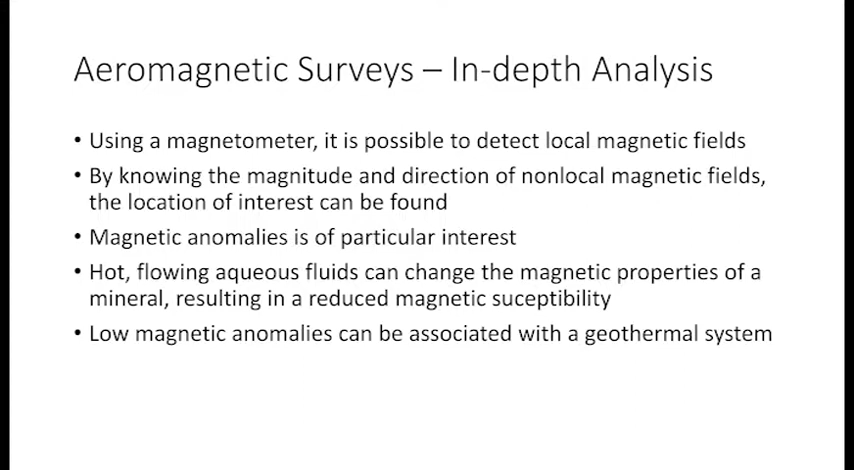 Aeromagnetic Surveys – In-depth Analysis
• Using a magnetometer, it is possible to detect local magnetic fields
• By knowing the magnitude and direction of nonlocal magnetic fields,
the location of interest can be found
• Magnetic anomalies is of particular interest
• Hot, flowing aqueous fluids can change the magnetic properties of a
mineral, resulting in a reduced magnetic suceptibility
• Low magnetic anomalies can be associated with a geothermal system